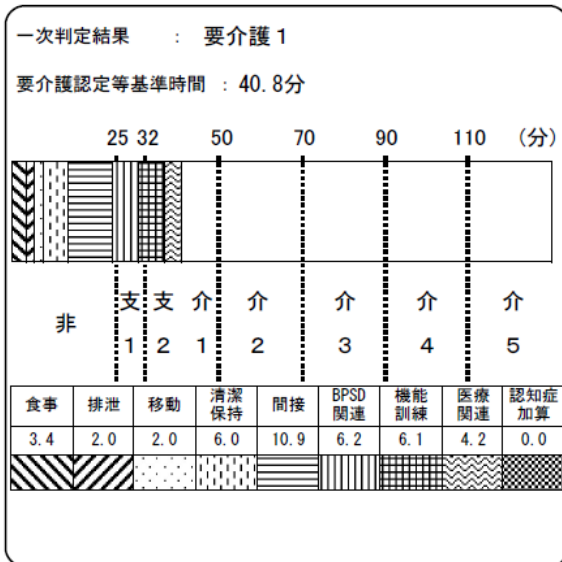 一次判定結果 : 要介護1
要介護認定等基準時間 : 40.8分
25 32 50 70 90 110 (分)
非 支1 支2 介1 介2 介3 介4 介5
食事 排泄 移動 清潔保持 間接 BPSD関連 機能訓練 医療関連 認知症加算
3.4 2.0 2.0 6.0 10.9 6.2 6.1 4.2 0.0